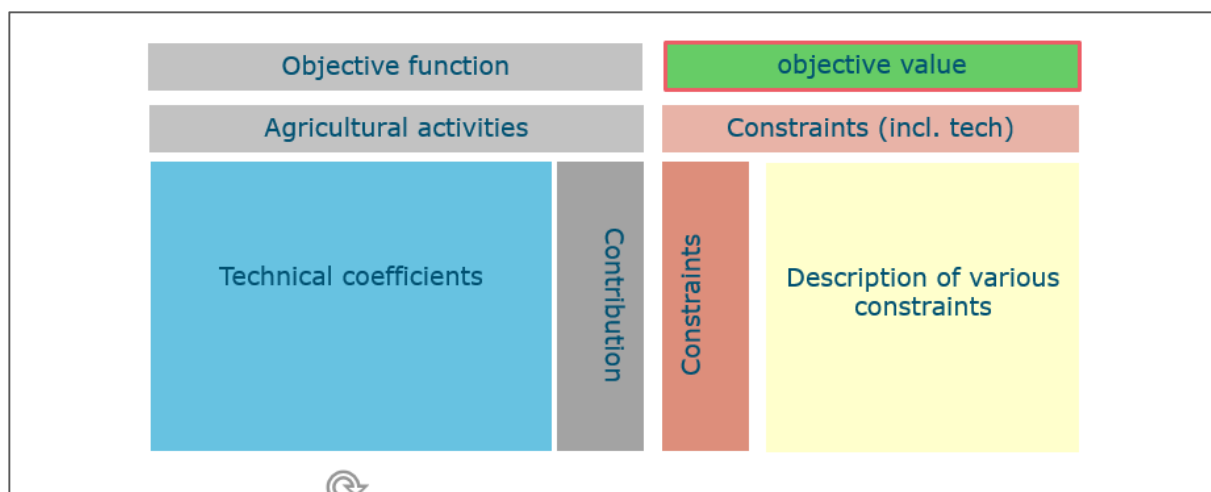 Objective function
objective value
Agricultural activities
Constraints (incl. tech)
Technical coefficients
Contribution
Constraints
Description of various
constraints